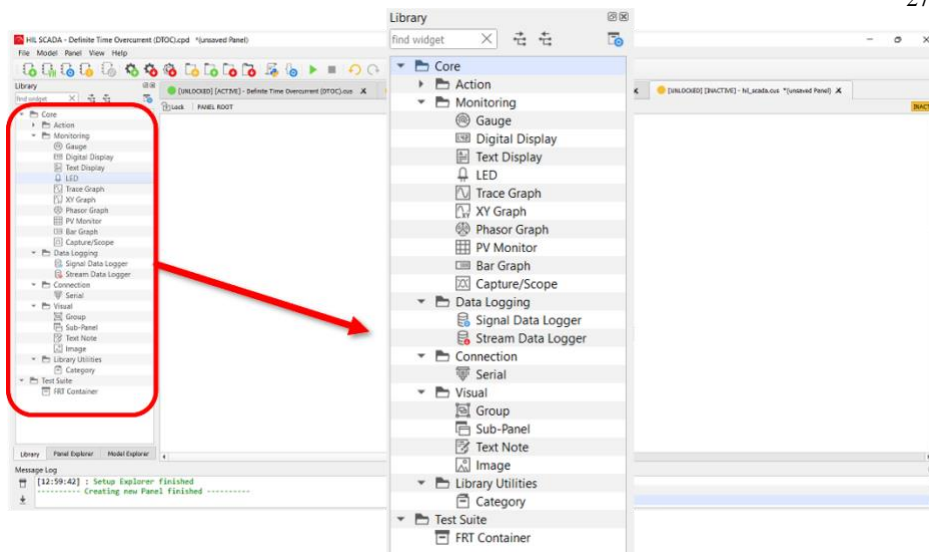 27
HIL SCADA - Definite Time Overcurrent (DTOC).cpd *(unsaved Panel)
File Model Panel View Help
Library
find widget
[UNLOCKED] [ACTIVE] - Definite Time Overcurrent (DTOC).cus
Lock PANEL ROOT
Core
Action
Monitoring
Gauge
Digital Display
Text Display
LED
Trace Graph
XY Graph
Phasor Graph
PV Monitor
Bar Graph
Capture/Scope
Data Logging
Signal Data Logger
Stream Data Logger
Connection
Serial
Visual
Group
Sub-Panel
Text Note
Image
Library Utilities
Category
Test Suite
FRT Container
Library Panel Explorer Model Explorer
Message Log
[12:59:42] : Setup Explorer finished
---------- Creating new Panel finished ----------
Library
find widget
Core
Action
Monitoring
Gauge
Digital Display
Text Display
LED
Trace Graph
XY Graph
Phasor Graph
PV Monitor
Bar Graph
Capture/Scope
Data Logging
Signal Data Logger
Stream Data Logger
Connection
Serial
Visual
Group
Sub-Panel
Text Note
Image
Library Utilities
Category
Test Suite
FRT Container
[UNLOCKED] [INACTIVE] - *(unsaved Panel)